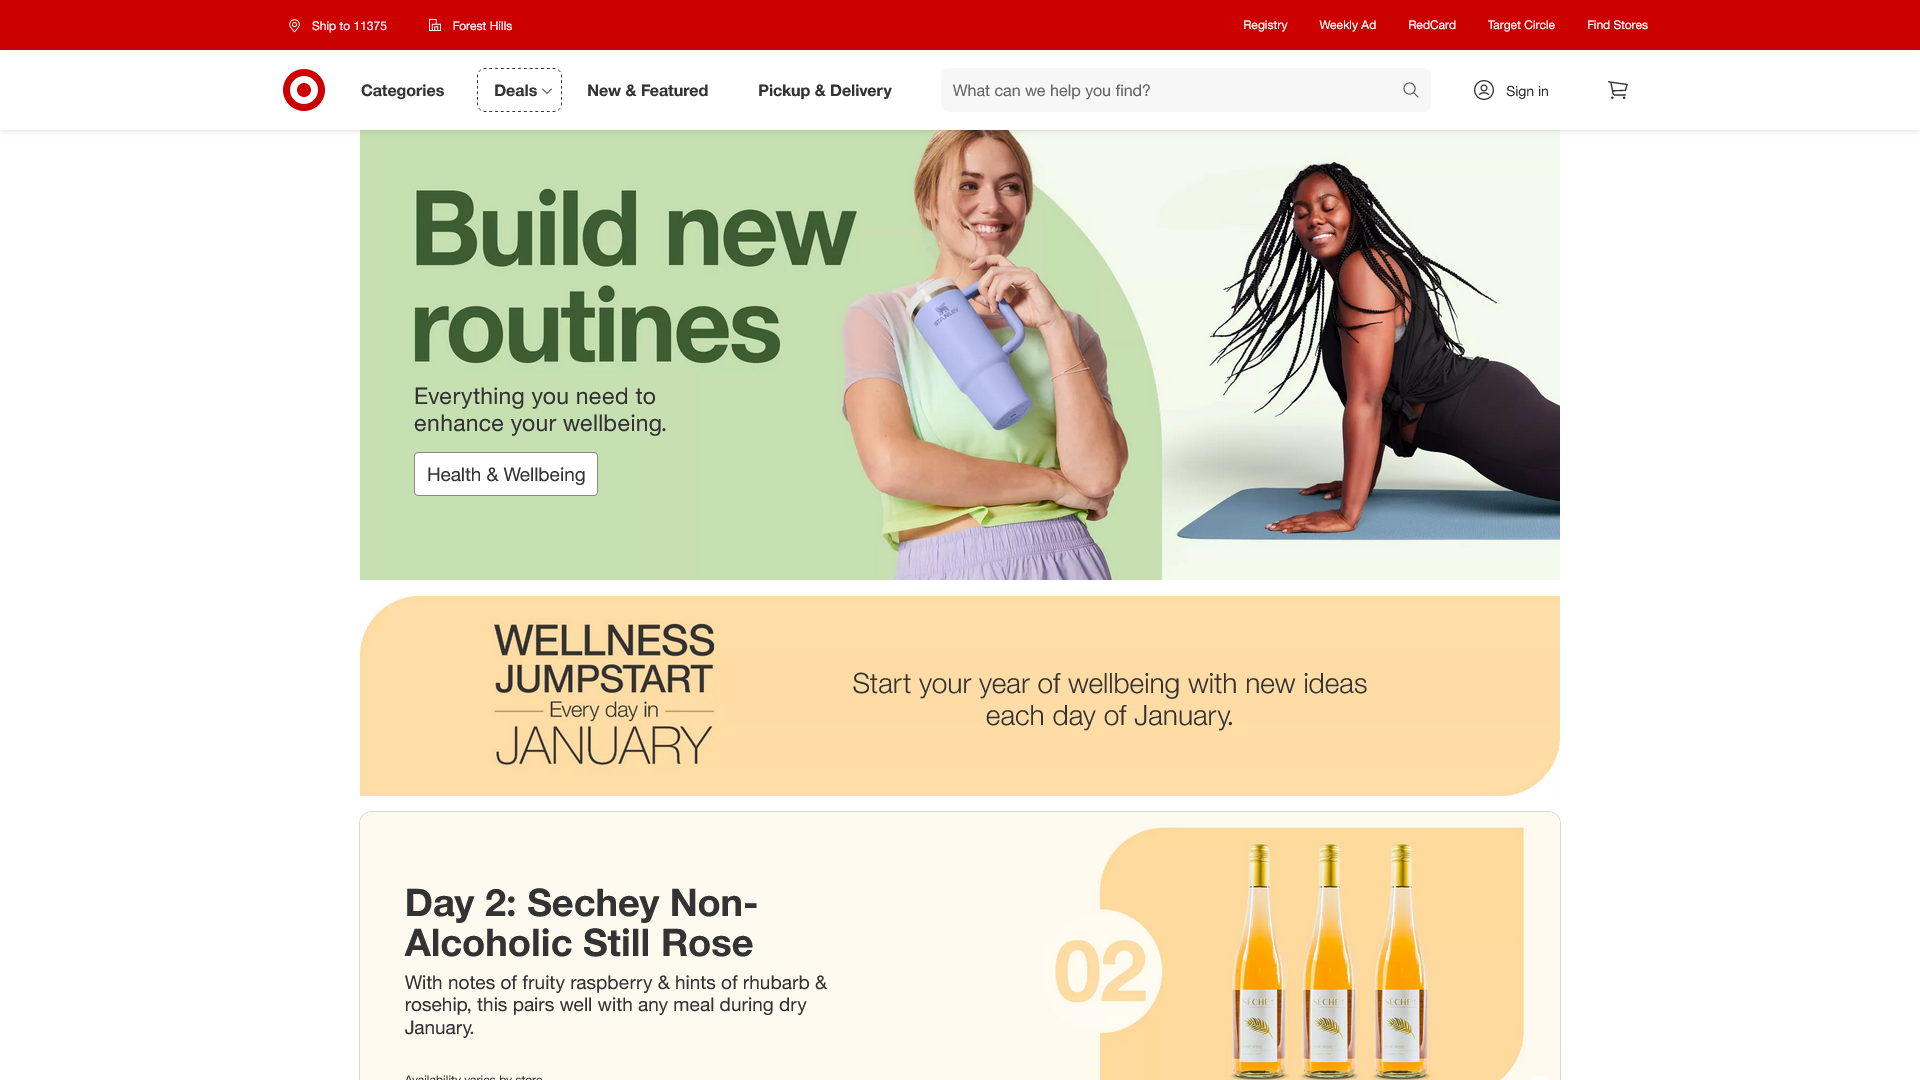 Ship to 11375
Forest Hills
Registry
Weekly Ad
RedCard
Target Circle
Find Stores
Categories
Deals
New & Featured
Pickup & Delivery
What can we help you find?
Sign in
Build new
routines
Everything you need to
enhance your wellbeing.
Health & Wellbeing
STANLEY
WELLNESS
JUMPSTART
Every day in
JANUARY
Start your year of wellbeing with new ideas
each day of January.
Day 2: Sechey Non-
Alcoholic Still Rose
With notes of fruity raspberry & hints of rhubarb &
rosehip, this pairs well with any meal during dry
January.
02
SECHEY
SECHEY
SECHEY
Availability varies by store